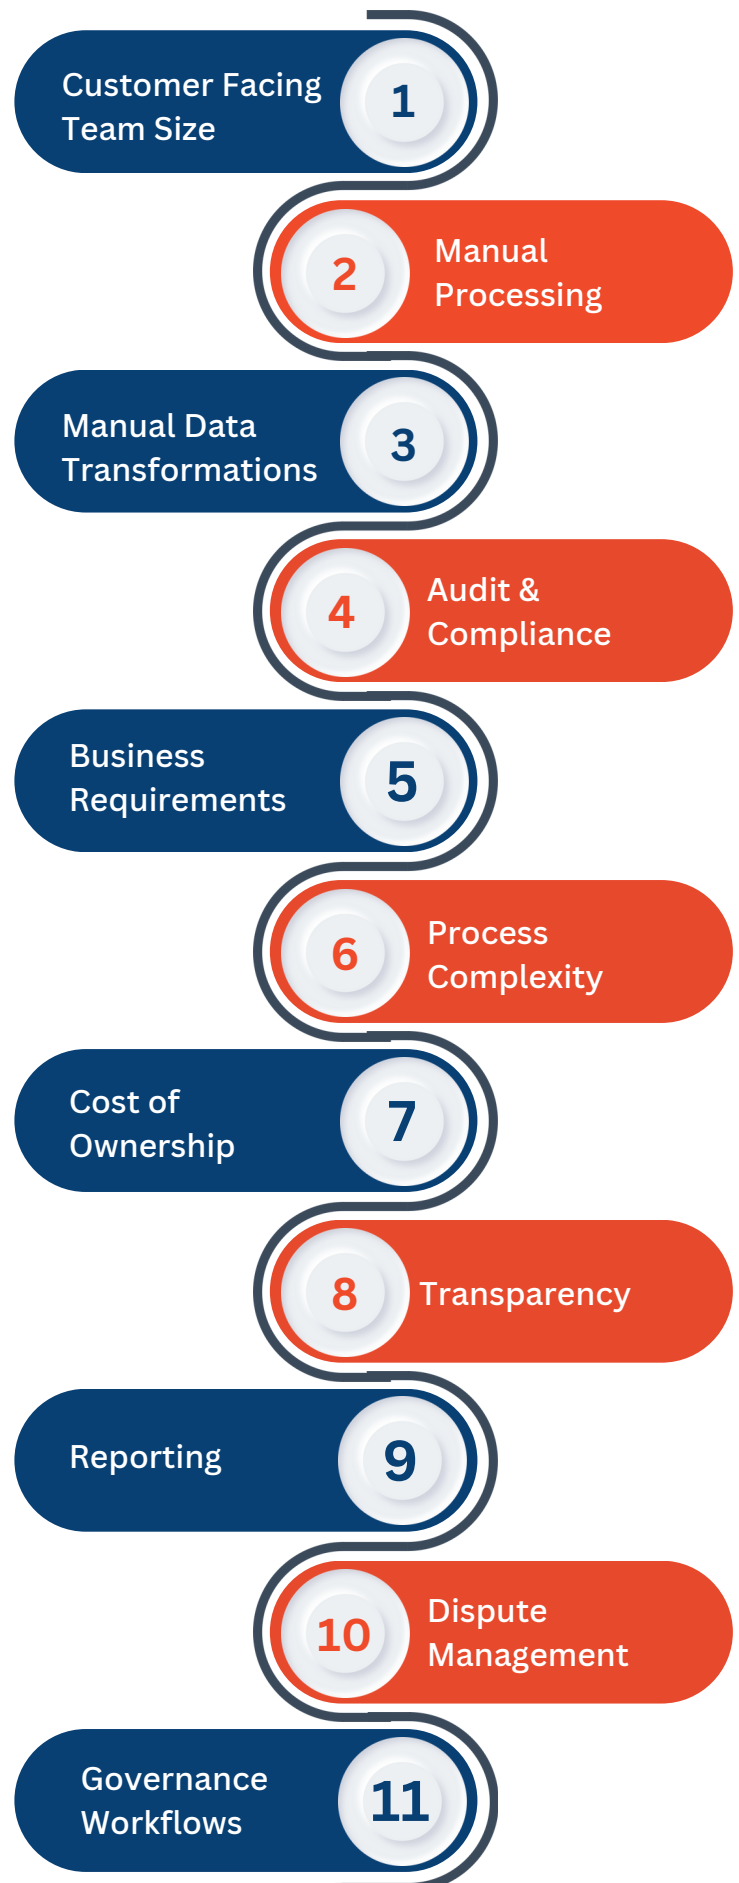 Customer Facing
Team Size
1
2
Manual
Processing
Manual Data
Transformations
3
4
Audit &
Compliance
Business
Requirements
5
6
Process
Complexity
Cost of
Ownership
7
8
Transparency
Reporting
9
10
Dispute
Management
Governance
Workflows
11